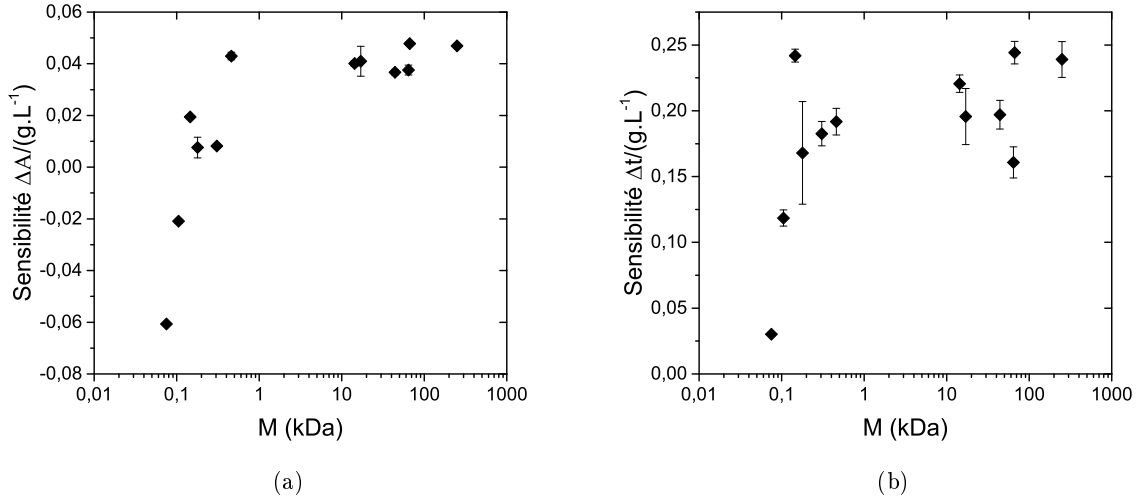 0,06
0,04
0,02
0,00
-0,02
-0,04
-0,06
-0,08
Sensibilité ΔA/(g.L-1)
0,01 0,1 1 10 100 1000
M (kDa)
(a)
0,25
0,20
0,15
0,10
0,05
0,00
Sensibilité Δt/(g.L-1)
0,01 0,1 1 10 100 1000
M (kDa)
(b)